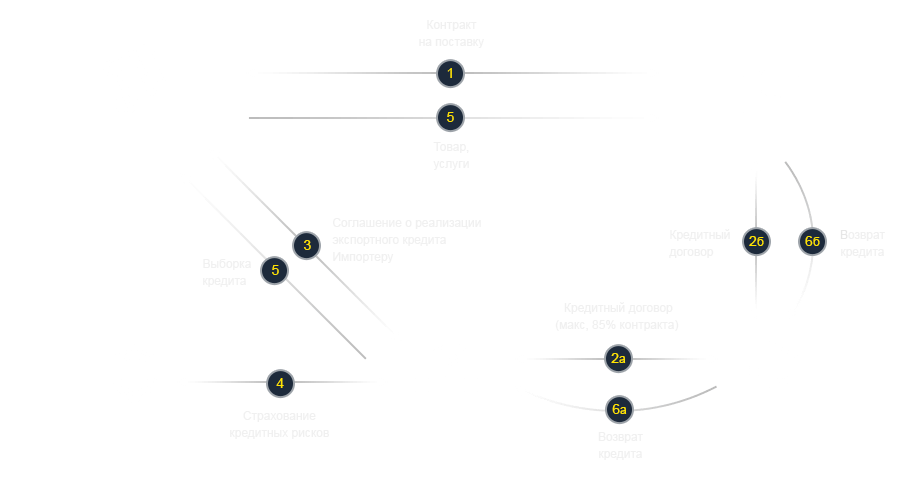 Контракт
на поставку
1
5
Товар,
услуги
3
Соглашение о реализации
экспортного кредита
Импортеру
Выборка
кредита
5
Кредитный
договор
2б
6б
Возврат
кредита
Кредитный договор
(макс, 85% контракта)
2а
4
Страхование
кредитных рисков
6а
Возврат
кредита